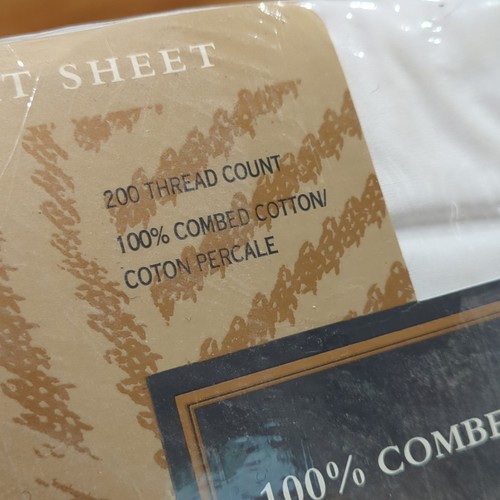 T SHEET
200 THREAD COUNT
100% COMBED COTTON/
COTON PERCALE
100% COMBE